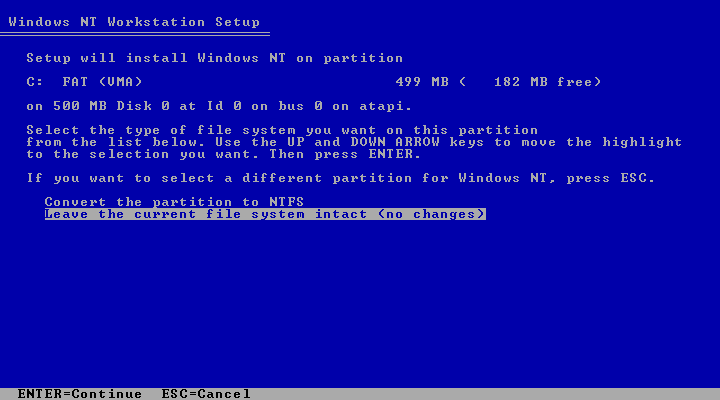 Windows NT Workstation Setup
Setup will install Windows NT on partition
C:  FAT (VMA)                            499 MB (   182 MB free)
on 500 MB Disk 0 at Id 0 on bus 0 on atapi.
Select the type of file system you want on this partition
from the list below. Use the UP and DOWN ARROW keys to move the highlight
to the selection you want. Then press ENTER.
If you want to select a different partition for Windows NT, press ESC.
Convert the partition to NTFS
Leave the current file system intact (no changes)
ENTER=Continue  ESC=Cancel